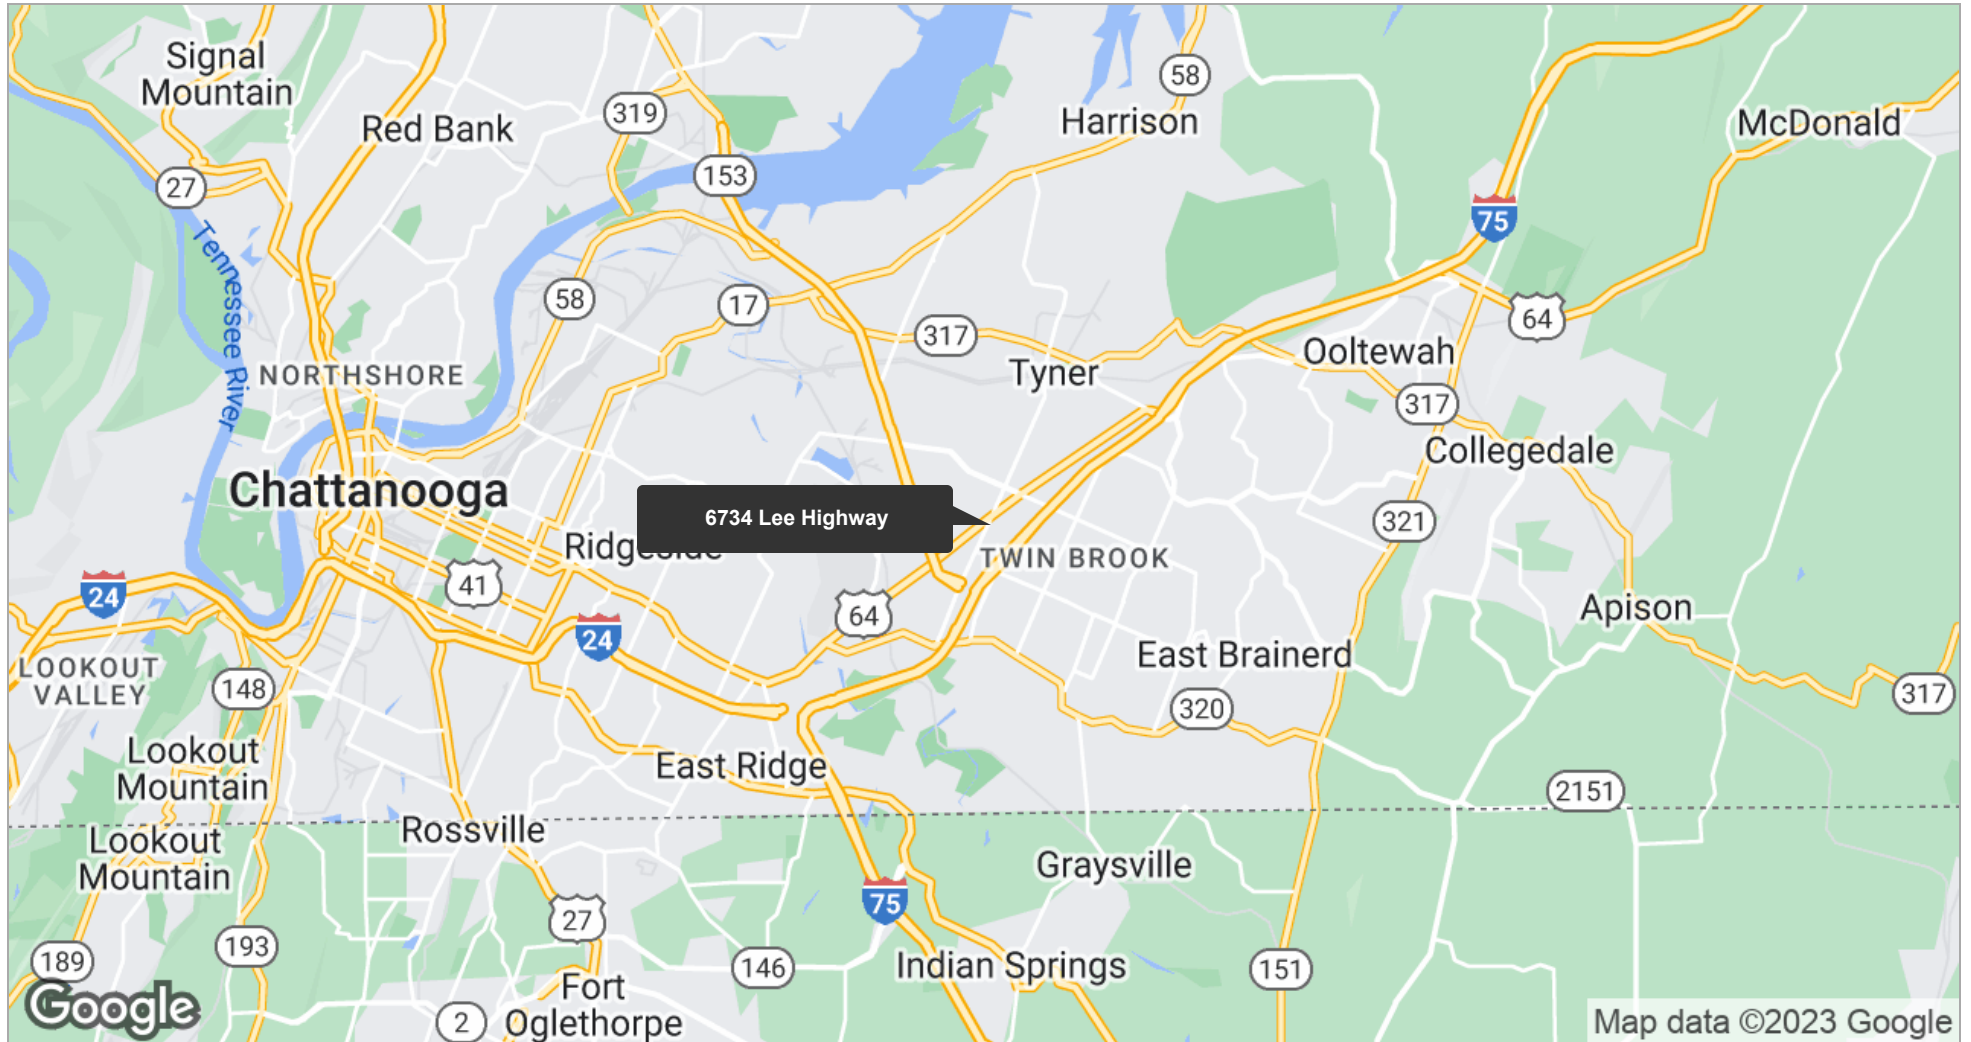 Signal
Mountain
Red Bank
319
58
Harrison
McDonald
153
27
75
Tennessee River
58
17
317
64
Tyner
Ooltewah
NORTHSHORE
317
Collegedale
Chattanooga
6734 Lee Highway
321
Ridgeside
TWIN BROOK
41
24
64
24
Apison
East Brainerd
LOOKOUT
VALLEY
148
320
317
Lookout
Mountain
East Ridge
2151
Rossville
Lookout
Mountain
Graysville
75
27
193
189
146
Indian Springs
151
Google
Fort
Oglethorpe
2
Map data ©2023 Google